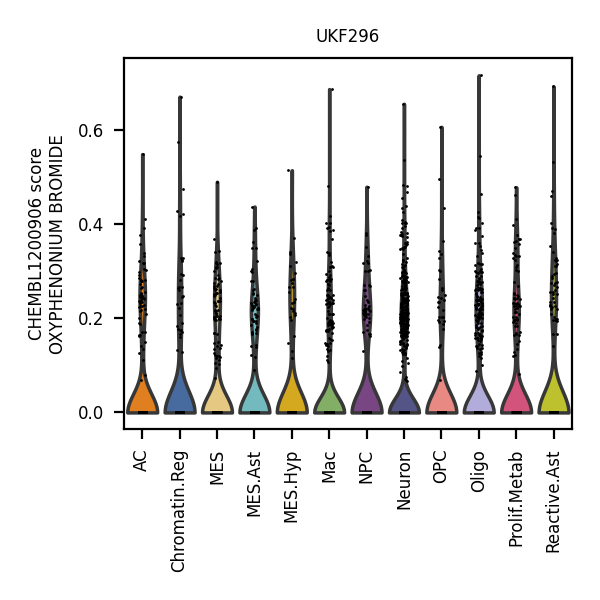 UKF296
CHEMBL1200906 score
OXYPHENONIUM BROMIDE
0.6
0.4
0.2
0.0
AC
Chromatin.Reg
MES
MES.Ast
MES.Hyp
Mac
NPC
Neuron
OPC
Oligo
Prolif.Metab
Reactive.Ast